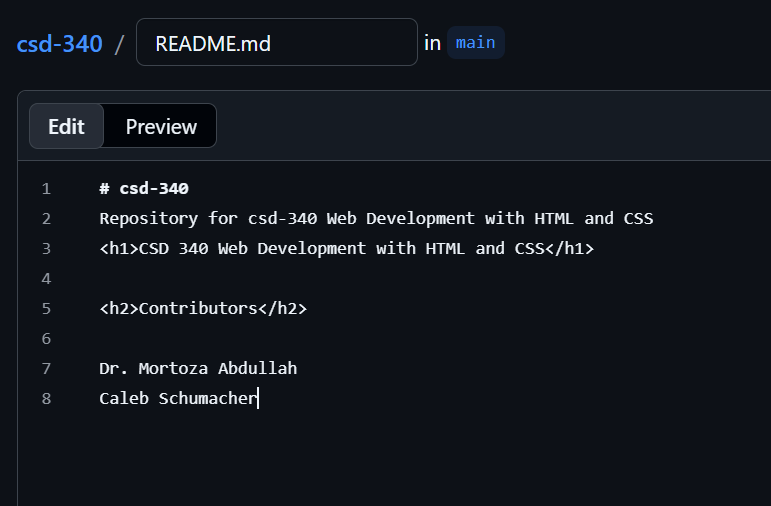 csd-340 / README.md in main
Edit Preview
1 # csd-340
2 Repository for csd-340 Web Development with HTML and CSS
3 <h1>CSD 340 Web Development with HTML and CSS</h1>
4
5 <h2>Contributors</h2>
6
7 Dr. Mortoza Abdullah
8 Caleb Schumacher